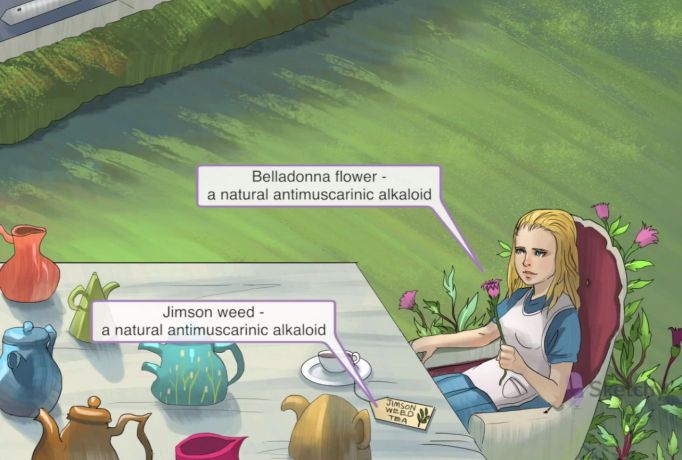 Belladonna flower -
a natural antimuscarinic alkaloid
Jimson weed -
a natural antimuscarinic alkaloid
JIMSON
WEED
TEA